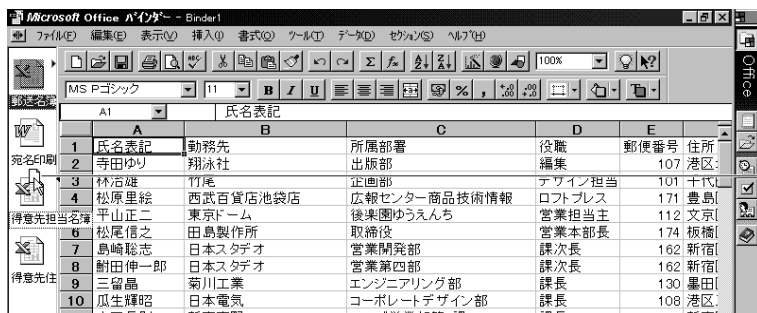 Microsoft Office バインダー - Binder1
ファイル(F) 編集(E) 表示(V) 挿入(I) 書式(O) ツール(T) データ(D) セクション(S) ヘルプ(H)
100%
MS Pゴシック 11 B I U % ,
A1 氏名表記
A B C D E
1 氏名表記 勤務先 所属部署 役職 郵便番号 住所
2 寺田ゆり 翔泳社 出版部 編集 107 港区
3 林浩雄 竹尾 企画部 デザイン担当 101 千代
4 松原里絵 西武百貨店池袋店 広報センター商品技術情報 ロフトプレス 171 豊島
平山正二 東京ドーム 後楽園ゆうえんち 営業担当主 112 文京
6 松尾信之 田島製作所 取締役 営業本部長 174 板橋
7 島崎聡志 日本スタデオ 営業開発部 課次長 162 新宿
8 鮒田伸一郎 日本スタデオ 営業第四部 課次長 162 新宿
9 三留晶 菊川工業 エンジニアリング部 課長 130 墨田
10 瓜生輝昭 日本電気 コーポレートデザイン部 課長 108 港区
郵送名簿
宛名印刷
得意先担当名簿
得意先住
Office